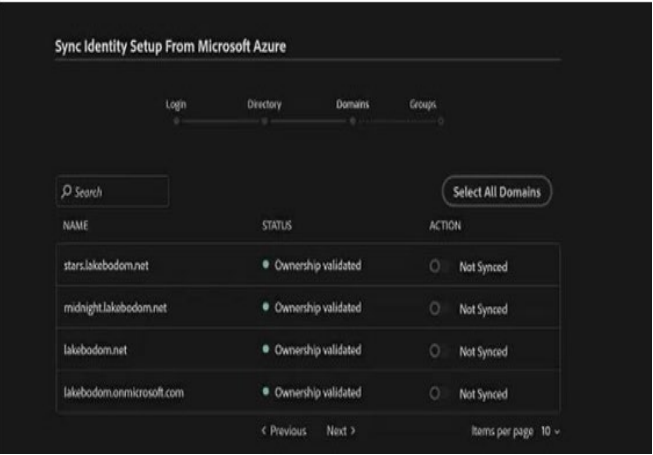 Sync Identity Setup From Microsoft Azure
Login Directory Domains Groups
Search
Select All Domains
NAME STATUS ACTION
stars.lakebodom.net Ownership validated Not Synced
midnight.lakebodom.net Ownership validated Not Synced
lakebodom.net Ownership validated Not Synced
lakebodom.onmicrosoft.com Ownership validated Not Synced
< Previous Next > Items per page 10